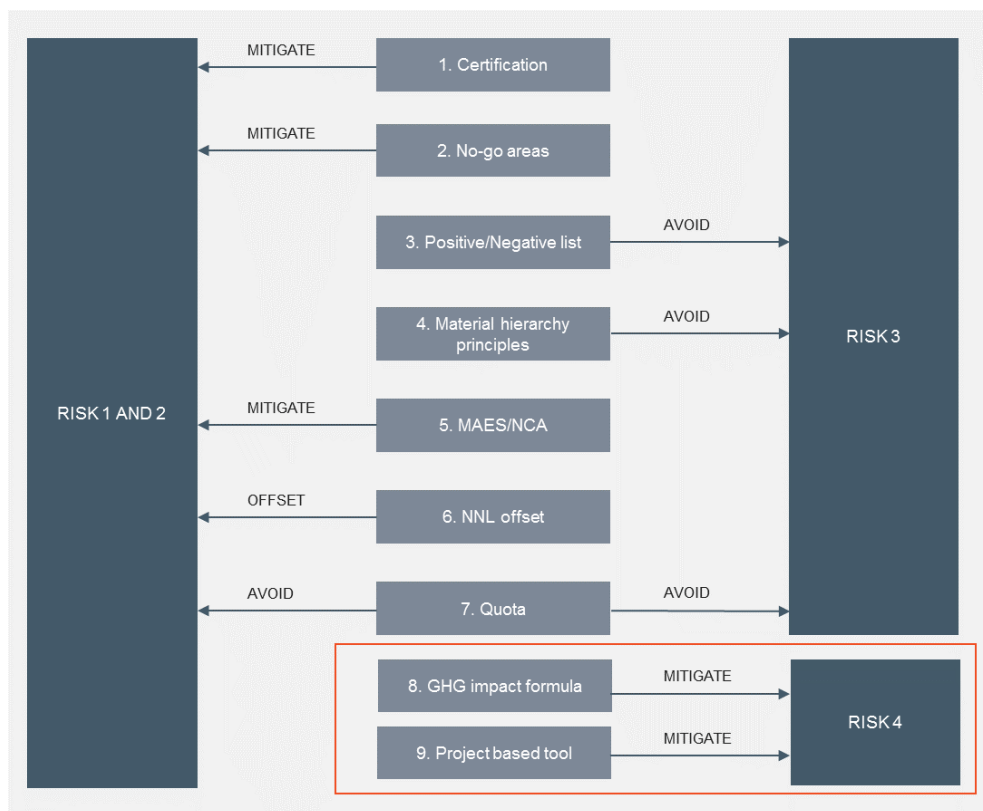 MITIGATE
1. Certification
MITIGATE
2. No-go areas
3. Positive/Negative list
AVOID
4. Material hierarchy
principles
AVOID
RISK 3
RISK 1 AND 2
MITIGATE
5. MAES/NCA
OFFSET
6. NNL offset
AVOID
7. Quota
AVOID
8. GHG impact formula
MITIGATE
9. Project based tool
MITIGATE
RISK 4